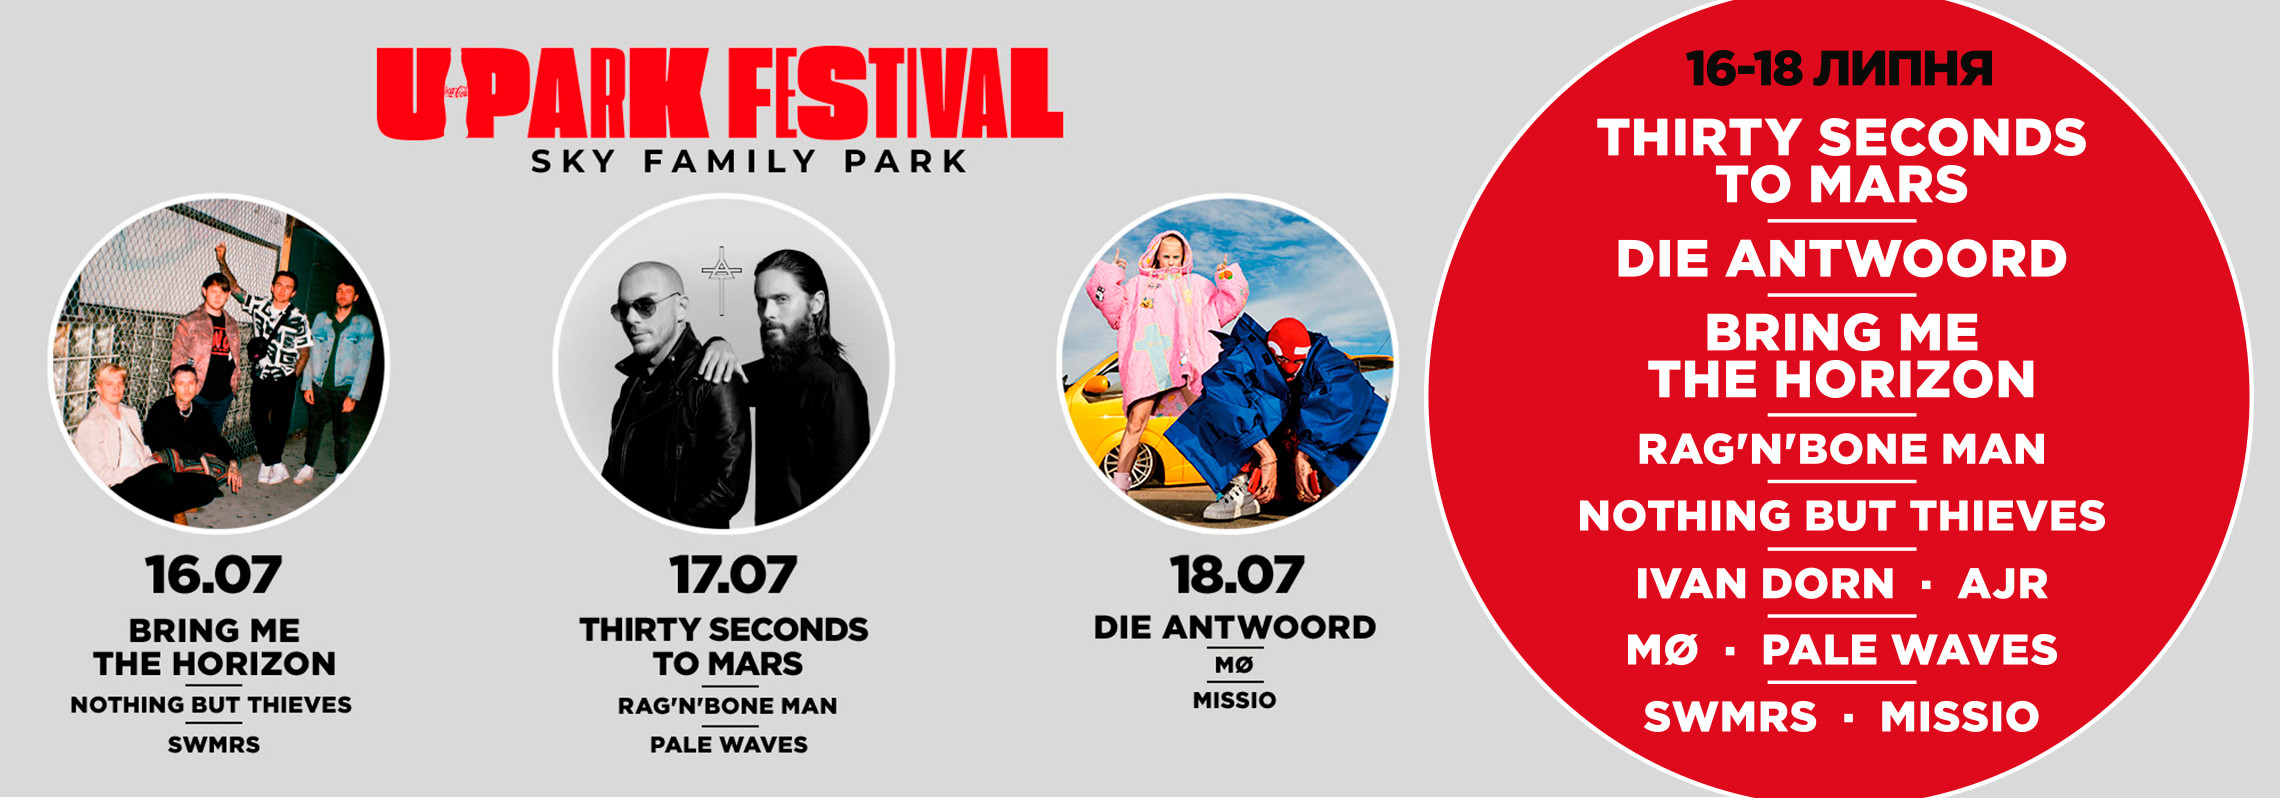 U PARK FESTIVAL
Coca-Cola
SKY FAMILY PARK
16.07
BRING ME
THE HORIZON
NOTHING BUT THIEVES
SWMRS
17.07
THIRTY SECONDS
TO MARS
RAG'N'BONE MAN
PALE WAVES
18.07
DIE ANTWOORD
MØ
MISSIO
16-18 ЛИПНЯ
THIRTY SECONDS
TO MARS
DIE ANTWOORD
BRING ME
THE HORIZON
RAG'N'BONE MAN
NOTHING BUT THIEVES
IVAN DORN · AJR
MØ · PALE WAVES
SWMRS · MISSIO